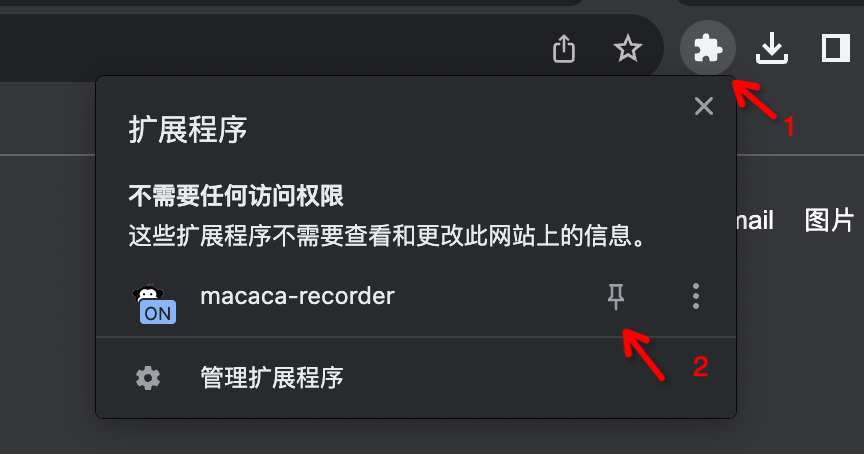 1
扩展程序
不需要任何访问权限
这些扩展程序不需要查看和更改此网站上的信息。
mail 图片
macaca-recorder
ON
2
管理扩展程序